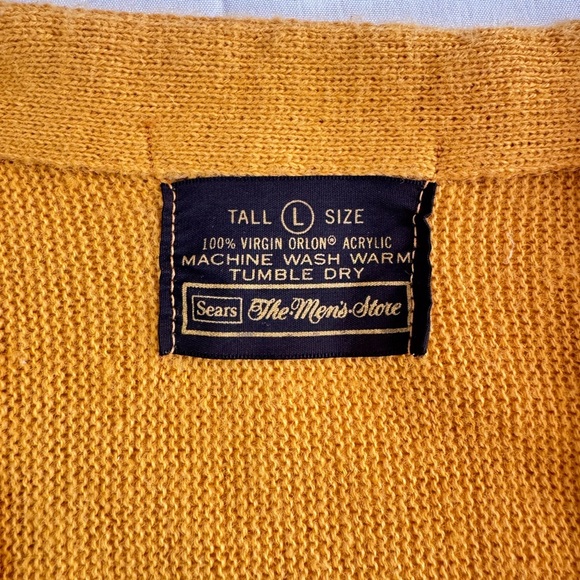 TALL L SIZE
100% VIRGIN ORLON® ACRYLIC
MACHINE WASH WARM
TUMBLE DRY
Sears The Men's Store